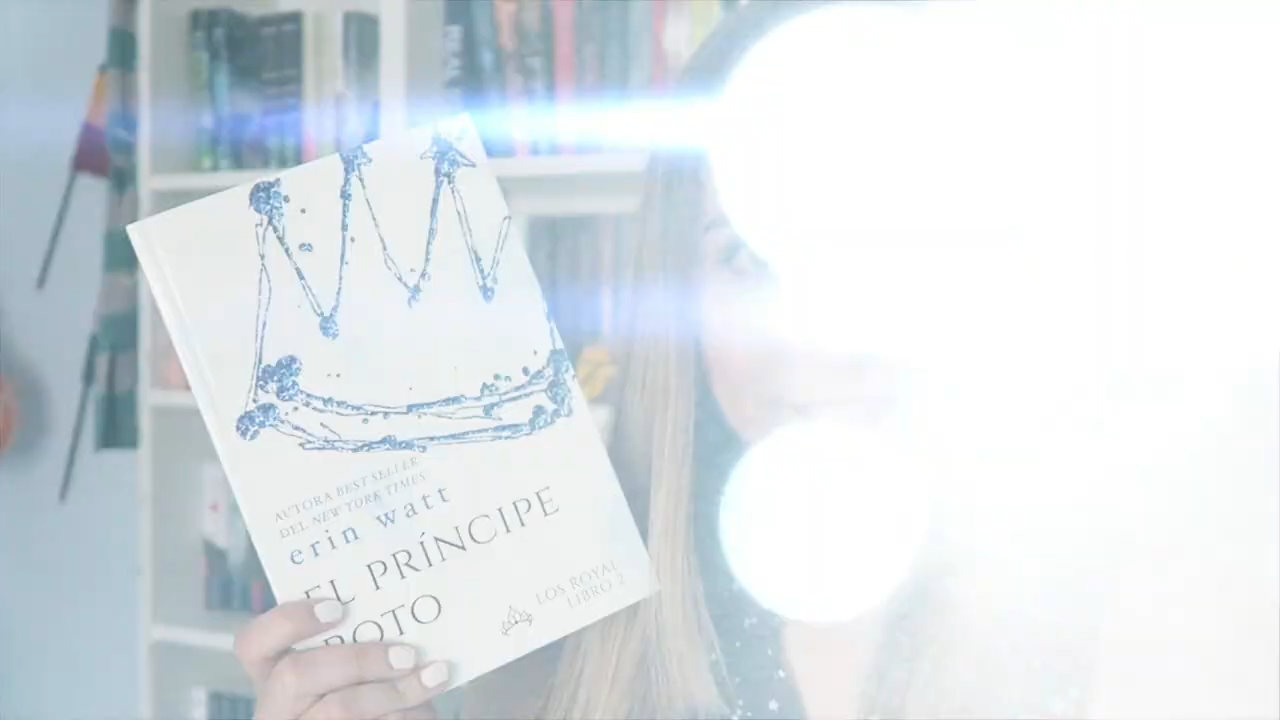 AUTORA BEST SELLER
DEL NEW YORK TIMES
erin watt
EL PRÍNCIPE
ROTO
LOS ROYAL
LIBRO 2